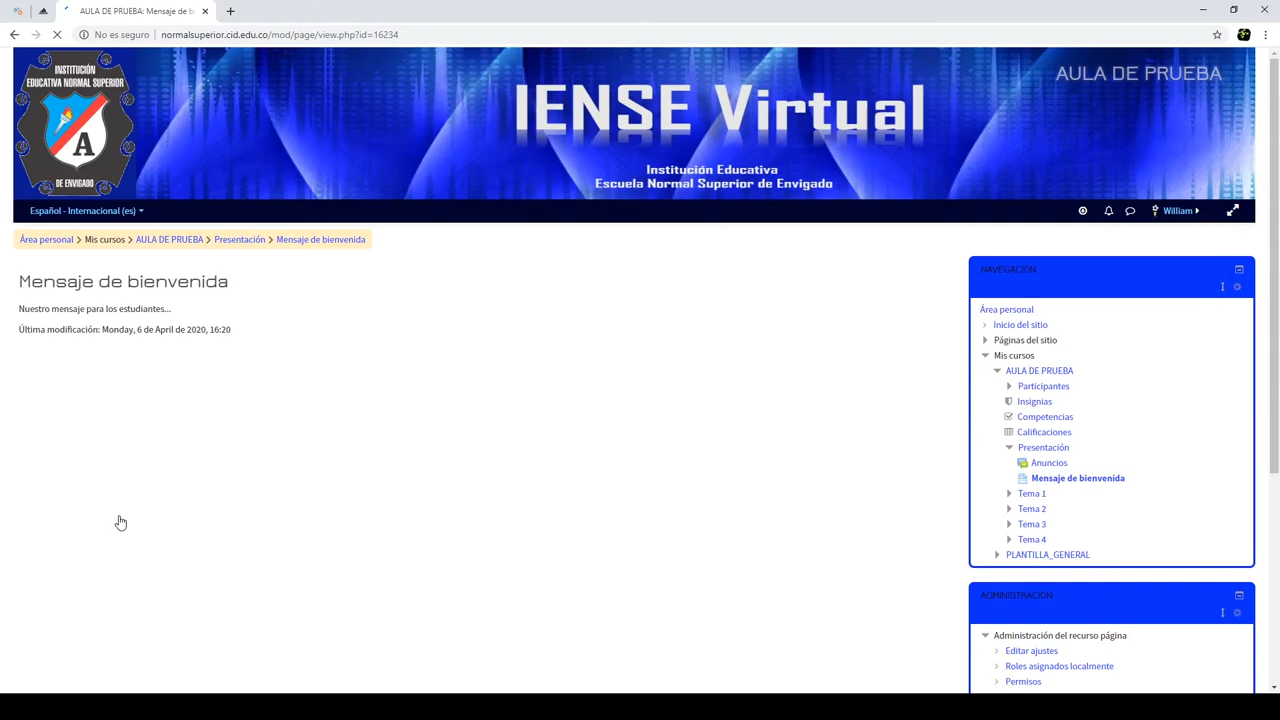 AULA DE PRUEBA: Mensaje de b
No es seguro | normalsuperior.cid.edu.co/mod/page/view.php?id=16234
INSTITUCIÓN
EDUCATIVA NORMAL SUPERIOR
A
DE ENVIGADO
IENSE Virtual
Institución Educativa
Escuela Normal Superior de Envigado
AULA DE PRUEBA
Español - Internacional (es)
William
Área personal > Mis cursos > AULA DE PRUEBA > Presentación > Mensaje de bienvenida
Mensaje de bienvenida
Nuestro mensaje para los estudiantes...
Última modificación: Monday, 6 de April de 2020, 16:20
NAVEGACIÓN
Área personal
Inicio del sitio
Páginas del sitio
Mis cursos
AULA DE PRUEBA
Participantes
Insignias
Competencias
Calificaciones
Presentación
Anuncios
Mensaje de bienvenida
Tema 1
Tema 2
Tema 3
Tema 4
PLANTILLA_GENERAL
ADMINISTRACIÓN
Administración del recurso página
Editar ajustes
Roles asignados localmente
Permisos